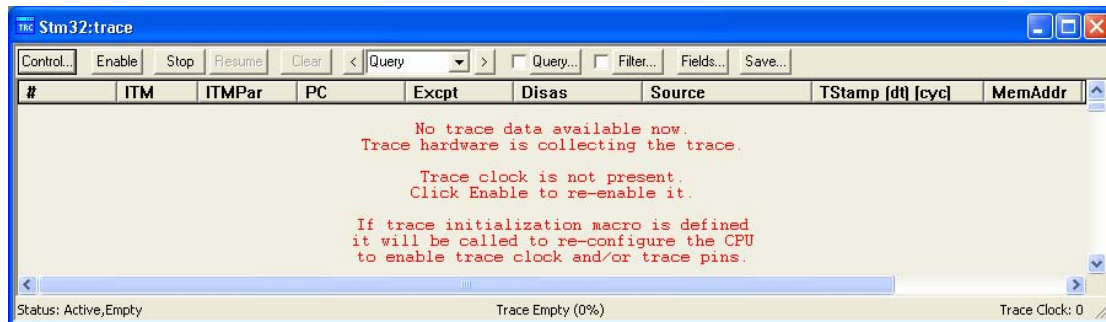 TRC Stm32:trace
Control... Enable Stop Resume Clear < Query > Query... Filter... Fields... Save...
# ITM ITMPar PC Excpt Disas Source TStamp [dt] [cyc] MemAddr
No trace data available now.
Trace hardware is collecting the trace.
Trace clock is not present.
Click Enable to re-enable it.
If trace initialization macro is defined
it will be called to re-configure the CPU
to enable trace clock and/or trace pins.
Status: Active,Empty Trace Empty (0%) Trace Clock: 0